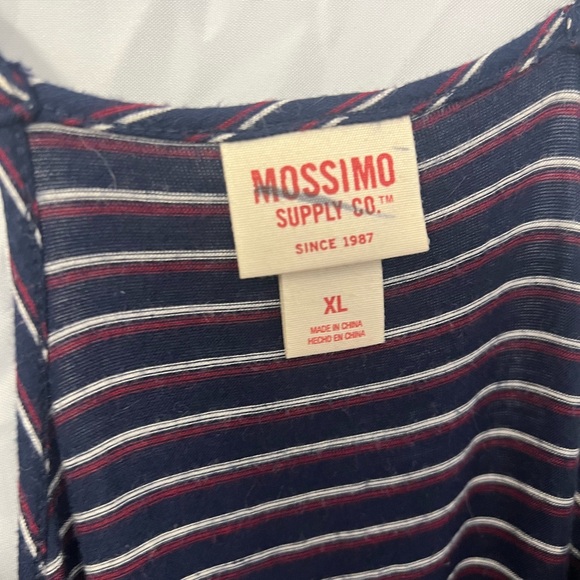 MOSSIMO
SUPPLY CO.™
SINCE 1987
XL
MADE IN CHINA
HECHO EN CHINA